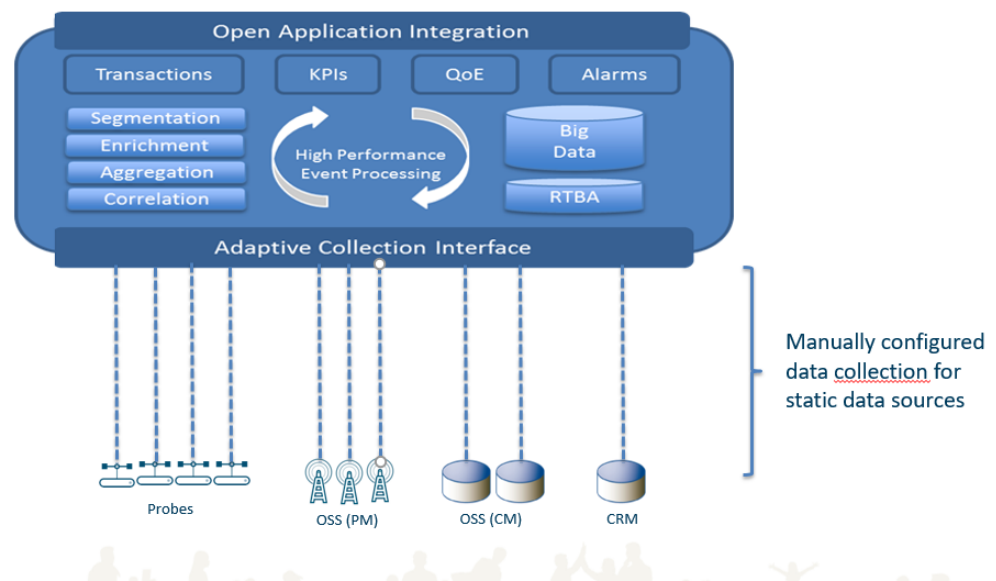 Open Application Integration
Transactions
KPIs
QoE
Alarms
Segmentation
Enrichment
Aggregation
Correlation
High Performance
Event Processing
Big
Data
RTBA
Adaptive Collection Interface
Manually configured
data collection for
static data sources
Probes
OSS (PM)
OSS (CM)
CRM